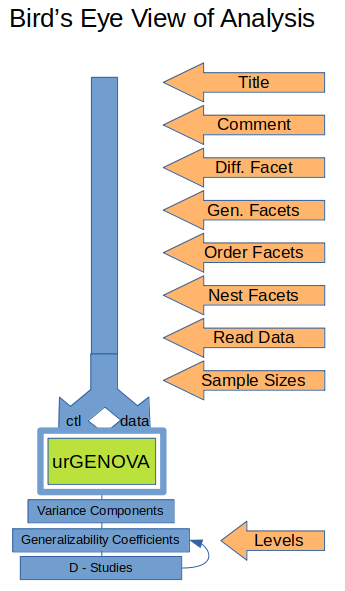 Bird's Eye View of Analysis
Title
Comment
Diff. Facet
Gen. Facets
Order Facets
Nest Facets
Read Data
Sample Sizes
ctl
data
urGENOVA
Variance Components
Generalizability Coefficients
Levels
D - Studies